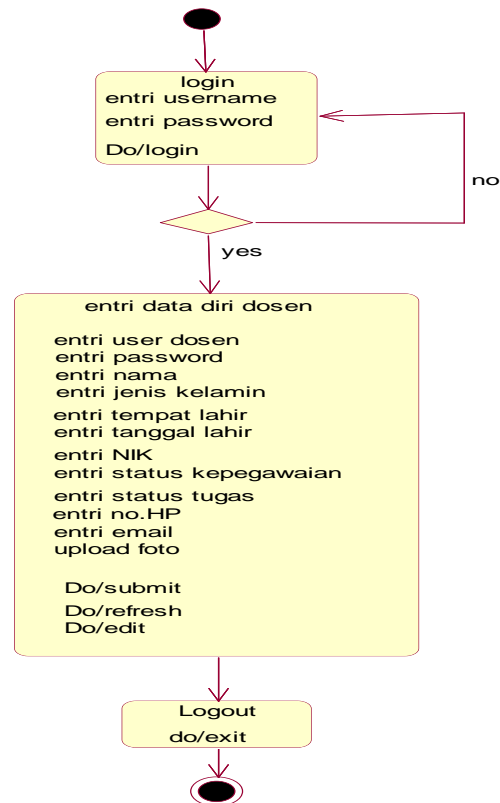 login
entri username
entri password
Do/login
no
yes
entri data diri dosen
entri user dosen
entri password
entri nama
entri jenis kelamin
entri tempat lahir
entri tanggal lahir
entri NIK
entri status kepegawaian
entri status tugas
entri no.HP
entri email
upload foto
Do/submit
Do/refresh
Do/edit
Logout
do/exit